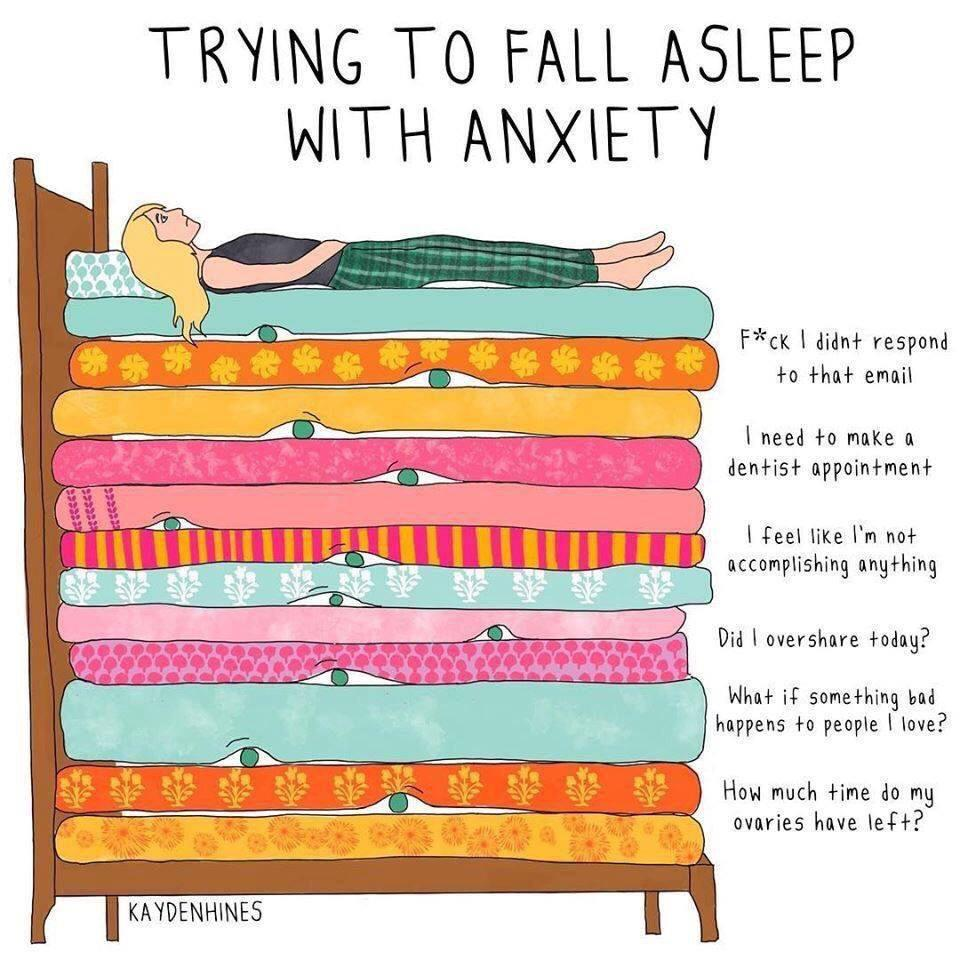 TRYING TO FALL ASLEEP
WITH ANXIETY
F*ck I didnt respond
to that email
I need to make a
dentist appointment
I feel like I'm not
accomplishing anything
Did I overshare today?
What if something bad
happens to people I love?
How much time do my
ovaries have left?
KAYDENHINES